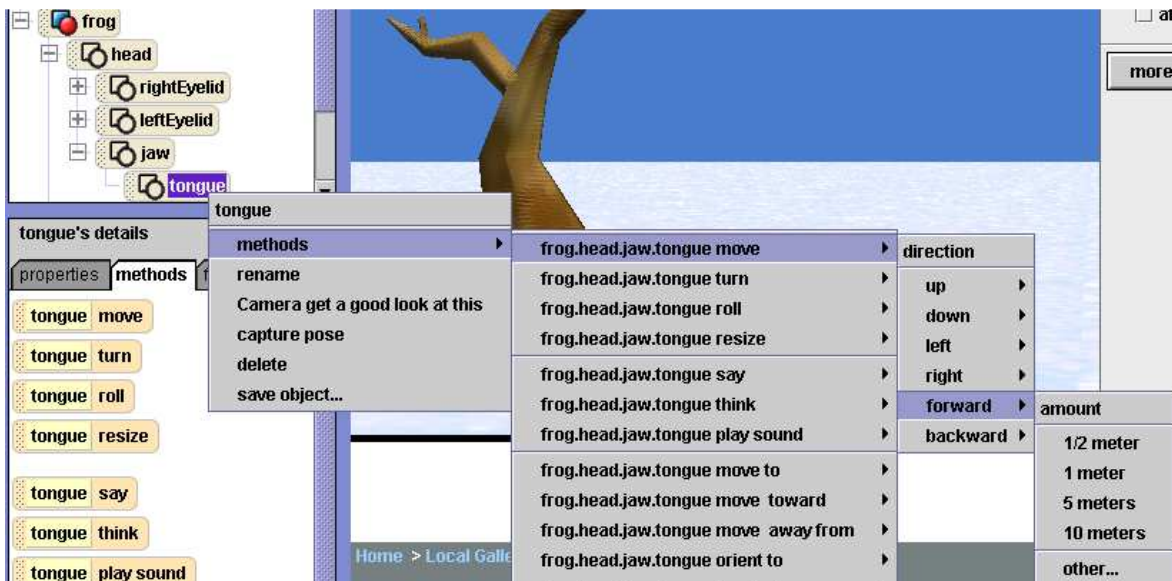 frog
head
rightEyelid
leftEyelid
jaw
tongue
tongue's details
properties
methods
f
tongue move
tongue turn
tongue roll
tongue resize
tongue say
tongue think
tongue play sound
tongue
methods
rename
Camera get a good look at this
capture pose
delete
save object...
frog.head.jaw.tongue move
frog.head.jaw.tongue turn
frog.head.jaw.tongue roll
frog.head.jaw.tongue resize
frog.head.jaw.tongue say
frog.head.jaw.tongue think
frog.head.jaw.tongue play sound
frog.head.jaw.tongue move to
frog.head.jaw.tongue move toward
frog.head.jaw.tongue move away from
frog.head.jaw.tongue orient to
direction
up
down
left
right
forward
backward
amount
1/2 meter
1 meter
5 meters
10 meters
other...
more
Home > Local Galle